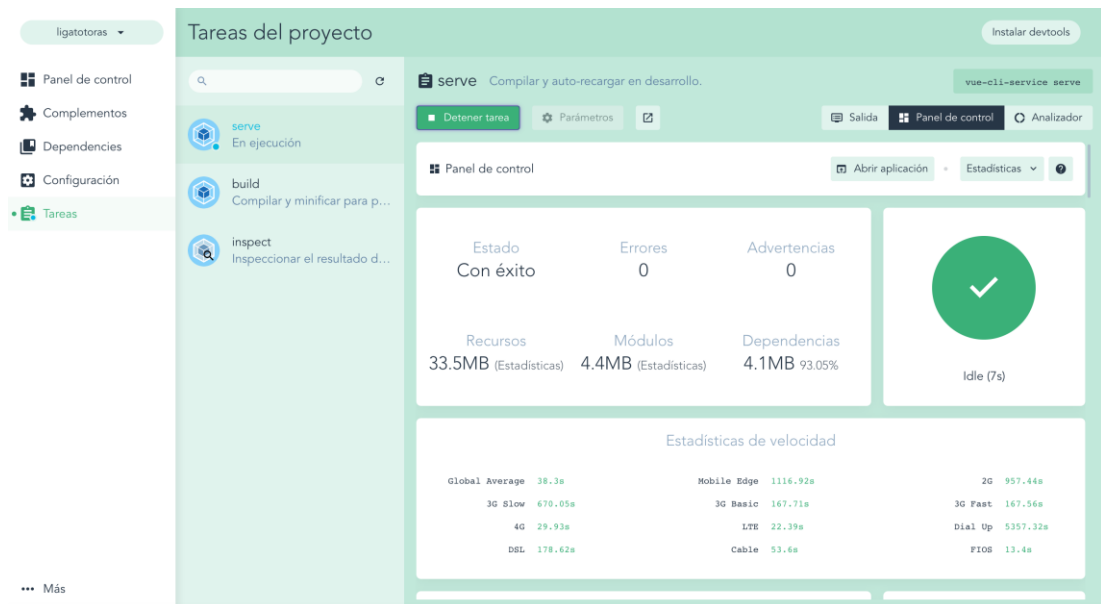 ligatotoras
Tareas del proyecto
Instalar devtools
Panel de control
Complementos
Dependencies
Configuración
Tareas
Más
serve
En ejecución
build
Compilar y minificar para p...
inspect
Inspeccionar el resultado d...
serve Compilar y auto-recargar en desarrollo.
vue-cli-service serve
Detener tarea Parámetros
Salida Panel de control Analizador
Panel de control
Abrir aplicación Estadísticas
Estado Errores Advertencias
Con éxito 0 0
Recursos Módulos Dependencias
33.5MB (Estadísticas) 4.4MB (Estadísticas) 4.1MB 93.05%
Idle (7s)
Estadísticas de velocidad
Global Average 38.3s Mobile Edge 1116.92s 2G 957.44s
3G Slow 670.05s 3G Basic 167.71s 3G Fast 167.56s
4G 29.93s LTE 22.39s Dial Up 5357.32s
DSL 178.62s Cable 53.6s FIOS 13.4s